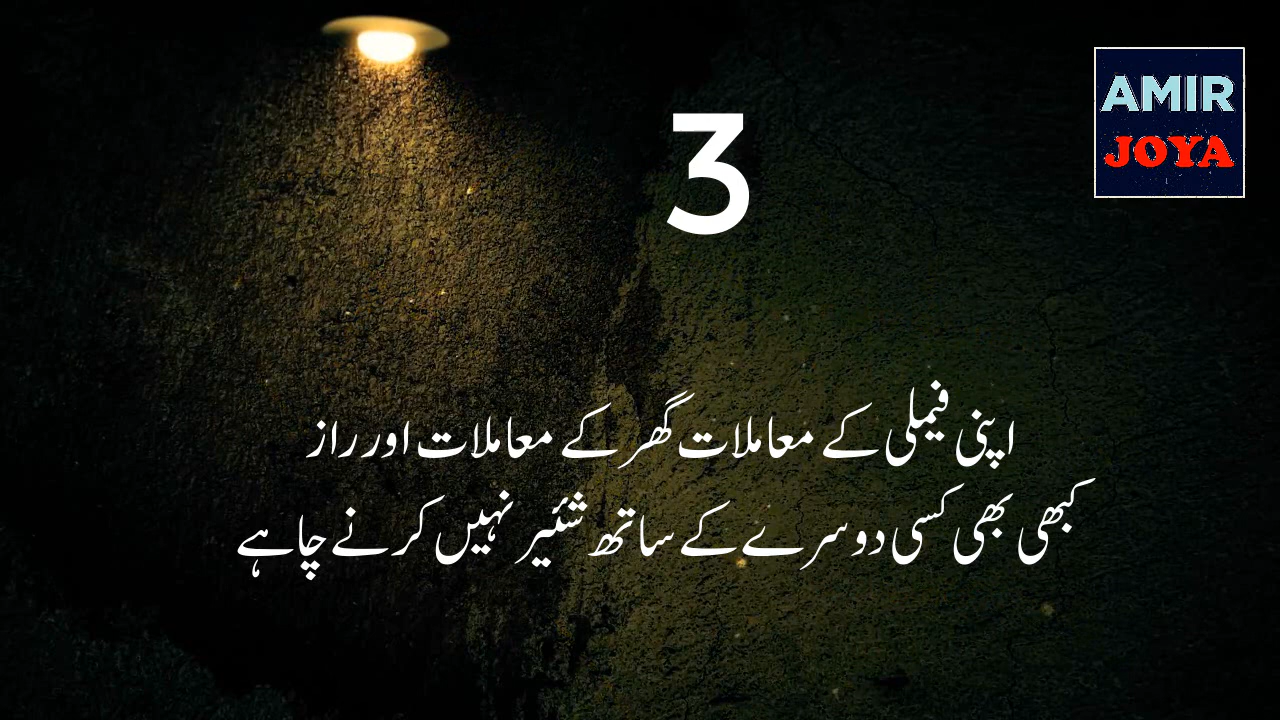 AMIR
JOYA
3
اپنی فیملی کے معاملات گھر کے معاملات اور راز
کبھی بھی کسی دوسرے کے ساتھ شئیر نہیں کرنے چاہے